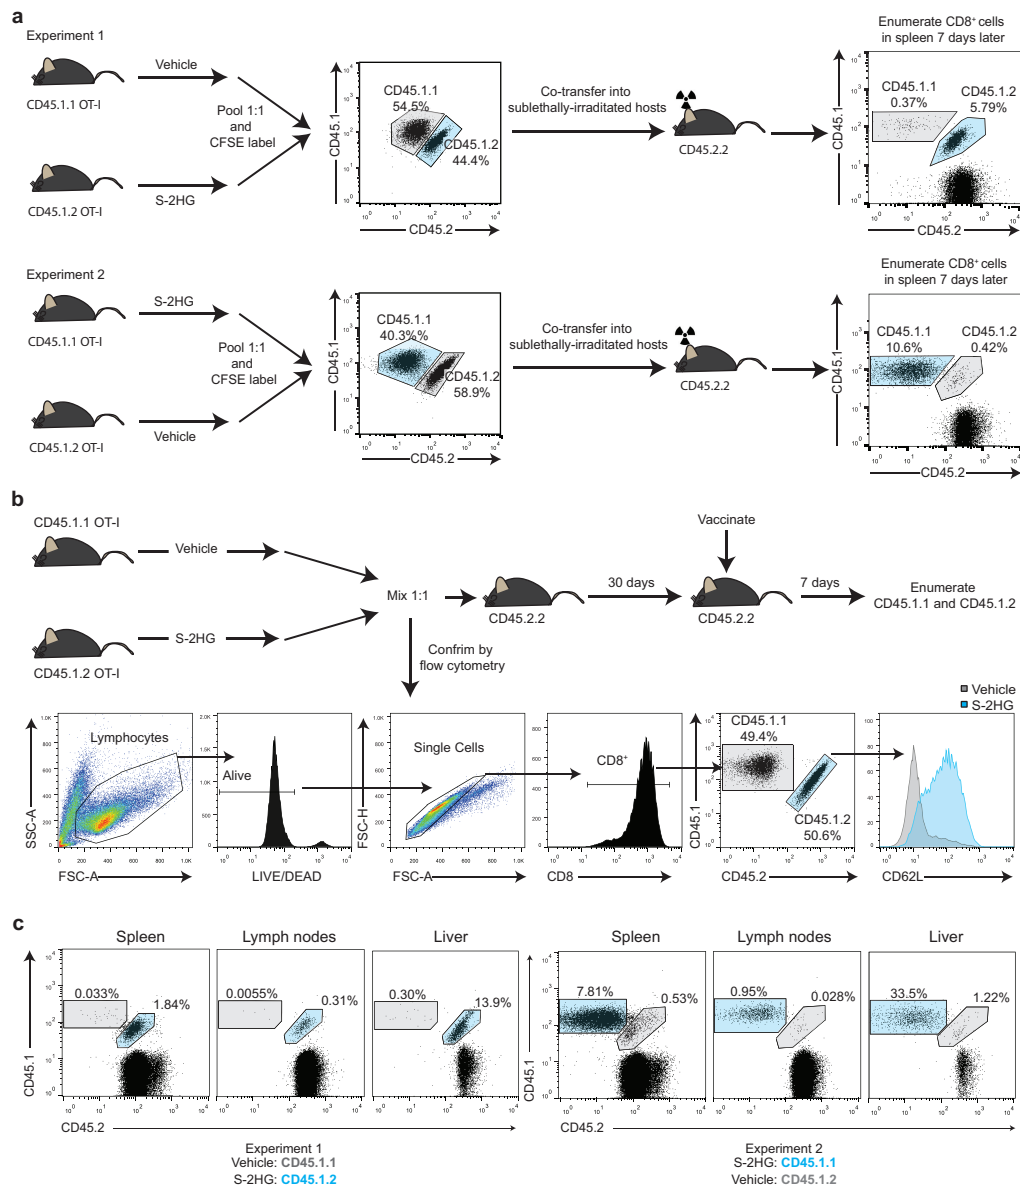 a
Experiment 1
Vehicle
CD45.1.1 OT-I
Pool 1:1
and
CFSE label
S-2HG
CD45.1.2 OT-I
CD45.1.1
54.5%
CD45.1.2
44.4%
CD45.1
CD45.2
Co-transfer into
sublethally-irraditated hosts
CD45.2.2
Enumerate CD8⁺ cells
in spleen 7 days later
CD45.1.1
0.37%
CD45.1.2
5.79%
CD45.1
CD45.2
Experiment 2
S-2HG
CD45.1.1 OT-I
Pool 1:1
and
CFSE label
Vehicle
CD45.1.2 OT-I
CD45.1.1
40.3%%
CD45.1.2
58.9%
CD45.1
CD45.2
Co-transfer into
sublethally-irraditated hosts
CD45.2.2
Enumerate CD8⁺ cells
in spleen 7 days later
CD45.1.1
10.6%
CD45.1.2
0.42%
CD45.1
CD45.2
b
CD45.1.1 OT-I
Vehicle
S-2HG
CD45.1.2 OT-I
Mix 1:1
CD45.2.2
30 days
Vaccinate
CD45.2.2
7 days
Enumerate
CD45.1.1 and CD45.1.2
Confrim by
flow cytometry
Vehicle
S-2HG
Lymphocytes
SSC-A
FSC-A
Alive
LIVE/DEAD
Single Cells
FSC-H
FSC-A
CD8⁺
CD8
CD45.1.1
49.4%
CD45.1.2
50.6%
CD45.1
CD45.2
CD62L
c
Spleen
Lymph nodes
Liver
0.033%
1.84%
0.0055%
0.31%
0.30%
13.9%
CD45.1
CD45.2
Experiment 1
Vehicle: CD45.1.1
S-2HG: CD45.1.2
Spleen
Lymph nodes
Liver
7.81%
0.53%
0.95%
0.028%
33.5%
1.22%
CD45.1
CD45.2
Experiment 2
S-2HG: CD45.1.1
Vehicle: CD45.1.2